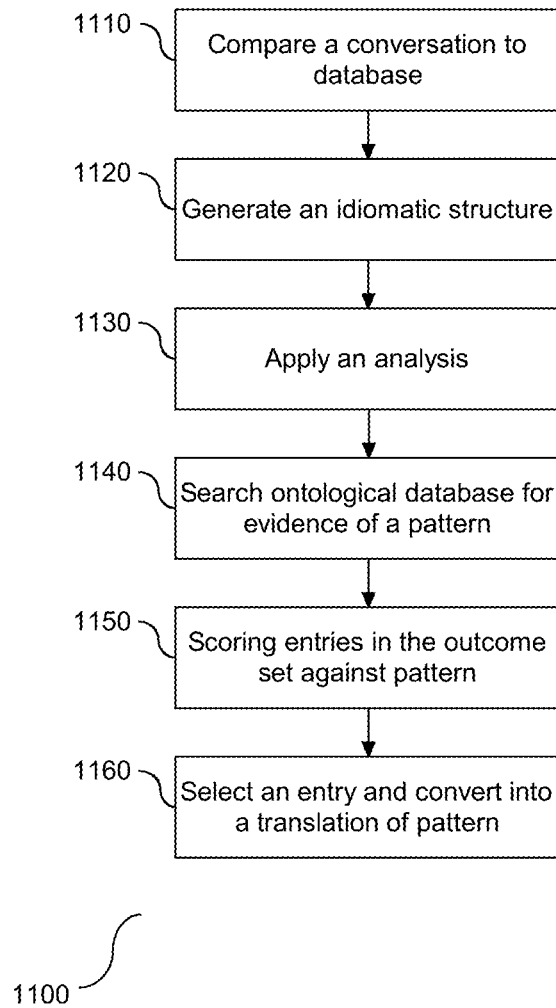 1110
Compare a conversation to
database
1120
Generate an idiomatic structure
1130
Apply an analysis
1140
Search ontological database for
evidence of a pattern
1150
Scoring entries in the outcome
set against pattern
1160
Select an entry and convert into
a translation of pattern
1100